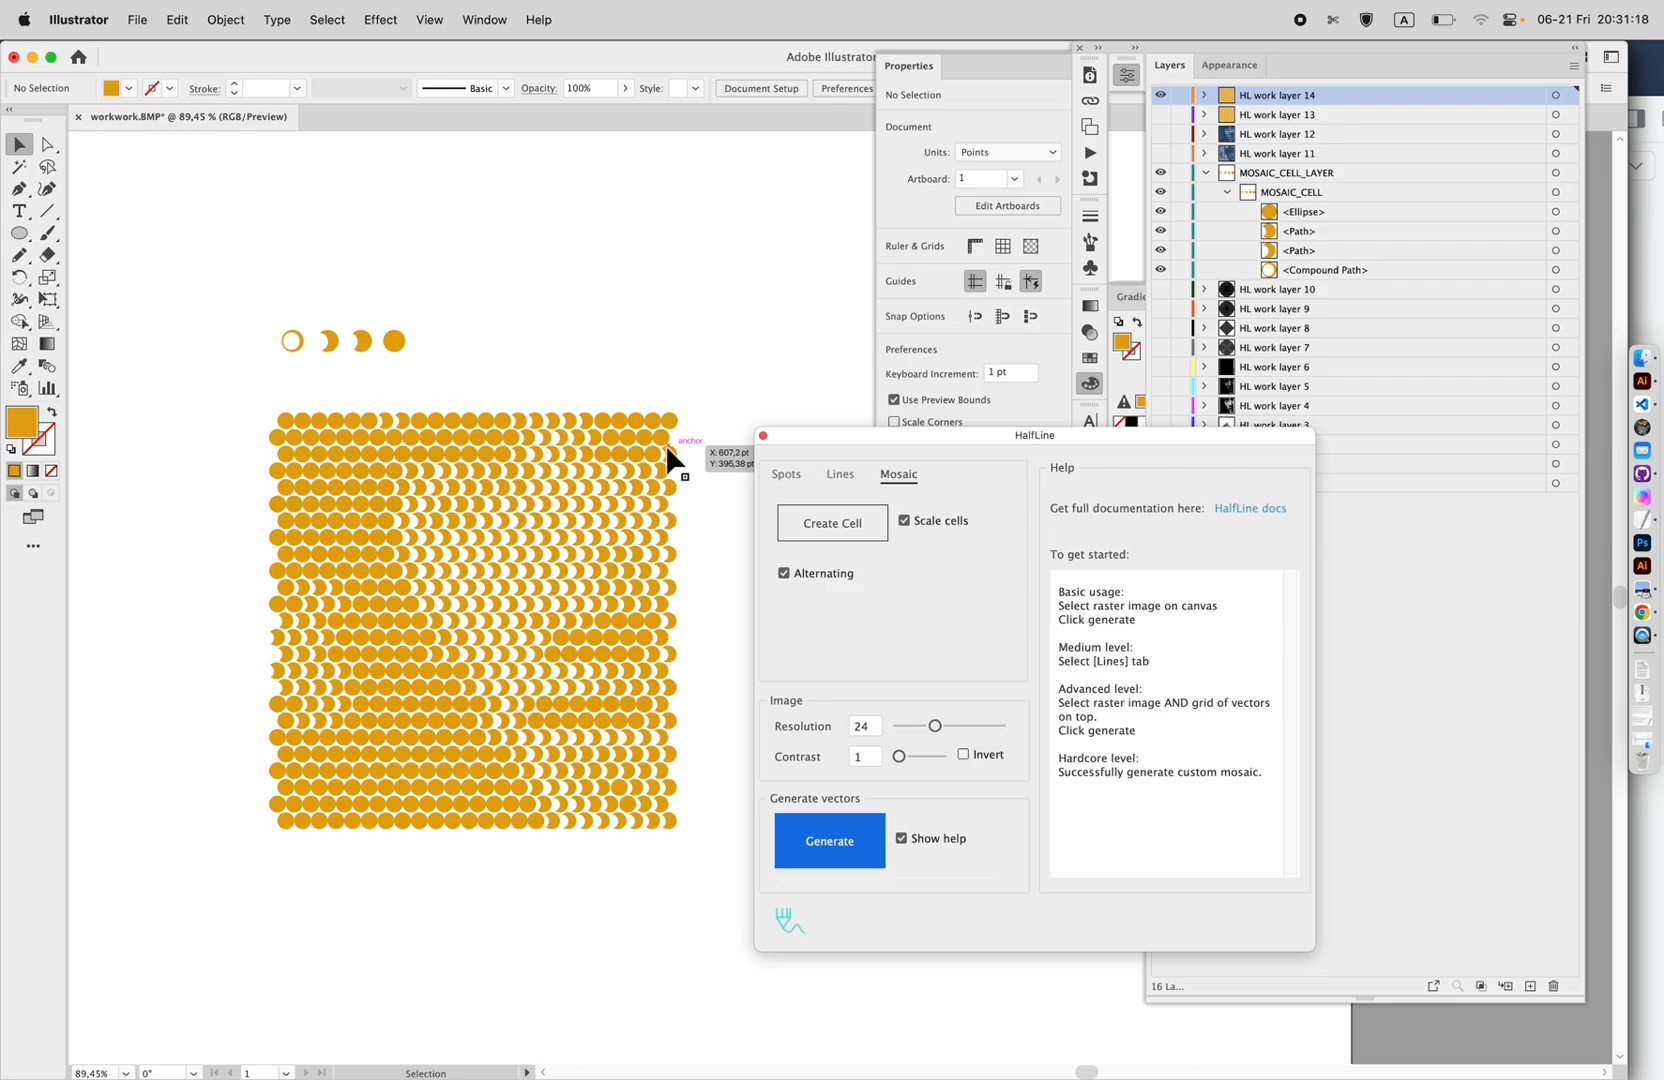 Illustrator File Edit Object Type Select Effect View Window Help
A 06-21 Fri 20:31:18
Adobe Illustrator
No Selection Stroke: Basic Opacity: 100% Style: Document Setup Preferences
workwork.BMP* @ 89,45 % (RGB/Preview)
Properties
No Selection
Document
Units: Points
Artboard: 1
Edit Artboards
Ruler & Grids
Guides
Snap Options
Preferences
Keyboard Increment: 1 pt
Use Preview Bounds
Scale Corners
Gradie
Layers Appearance
HL work layer 14
HL work layer 13
HL work layer 12
HL work layer 11
MOSAIC_CELL_LAYER
MOSAIC_CELL
<Ellipse>
<Path>
<Path>
<Compound Path>
HL work layer 10
HL work layer 9
HL work layer 8
HL work layer 7
HL work layer 6
HL work layer 5
HL work layer 4
HL work layer 3
16 La...
anchor
X: 607,2 pt
Y: 395,38 pt
HalfLine
Spots Lines Mosaic
Create Cell
Scale cells
Alternating
Image
Resolution 24
Contrast 1 Invert
Generate vectors
Generate
Show help
Help
Get full documentation here: HalfLine docs
To get started:
Basic usage:
Select raster image on canvas
Click generate
Medium level:
Select [Lines] tab
Advanced level:
Select raster image AND grid of vectors
on top.
Click generate
Hardcore level:
Successfully generate custom mosaic.
89,45% 0° 1 Selection